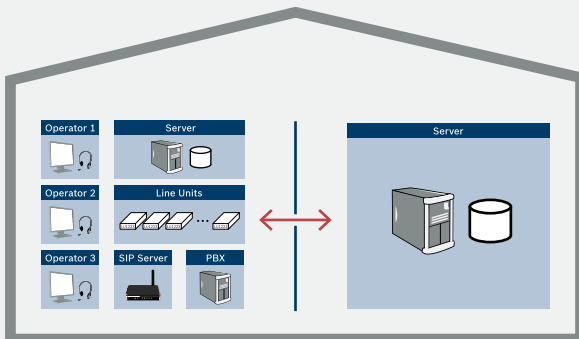 Operator 1
Server
Server
Operator 2
Line Units
Operator 3
SIP Server
PBX